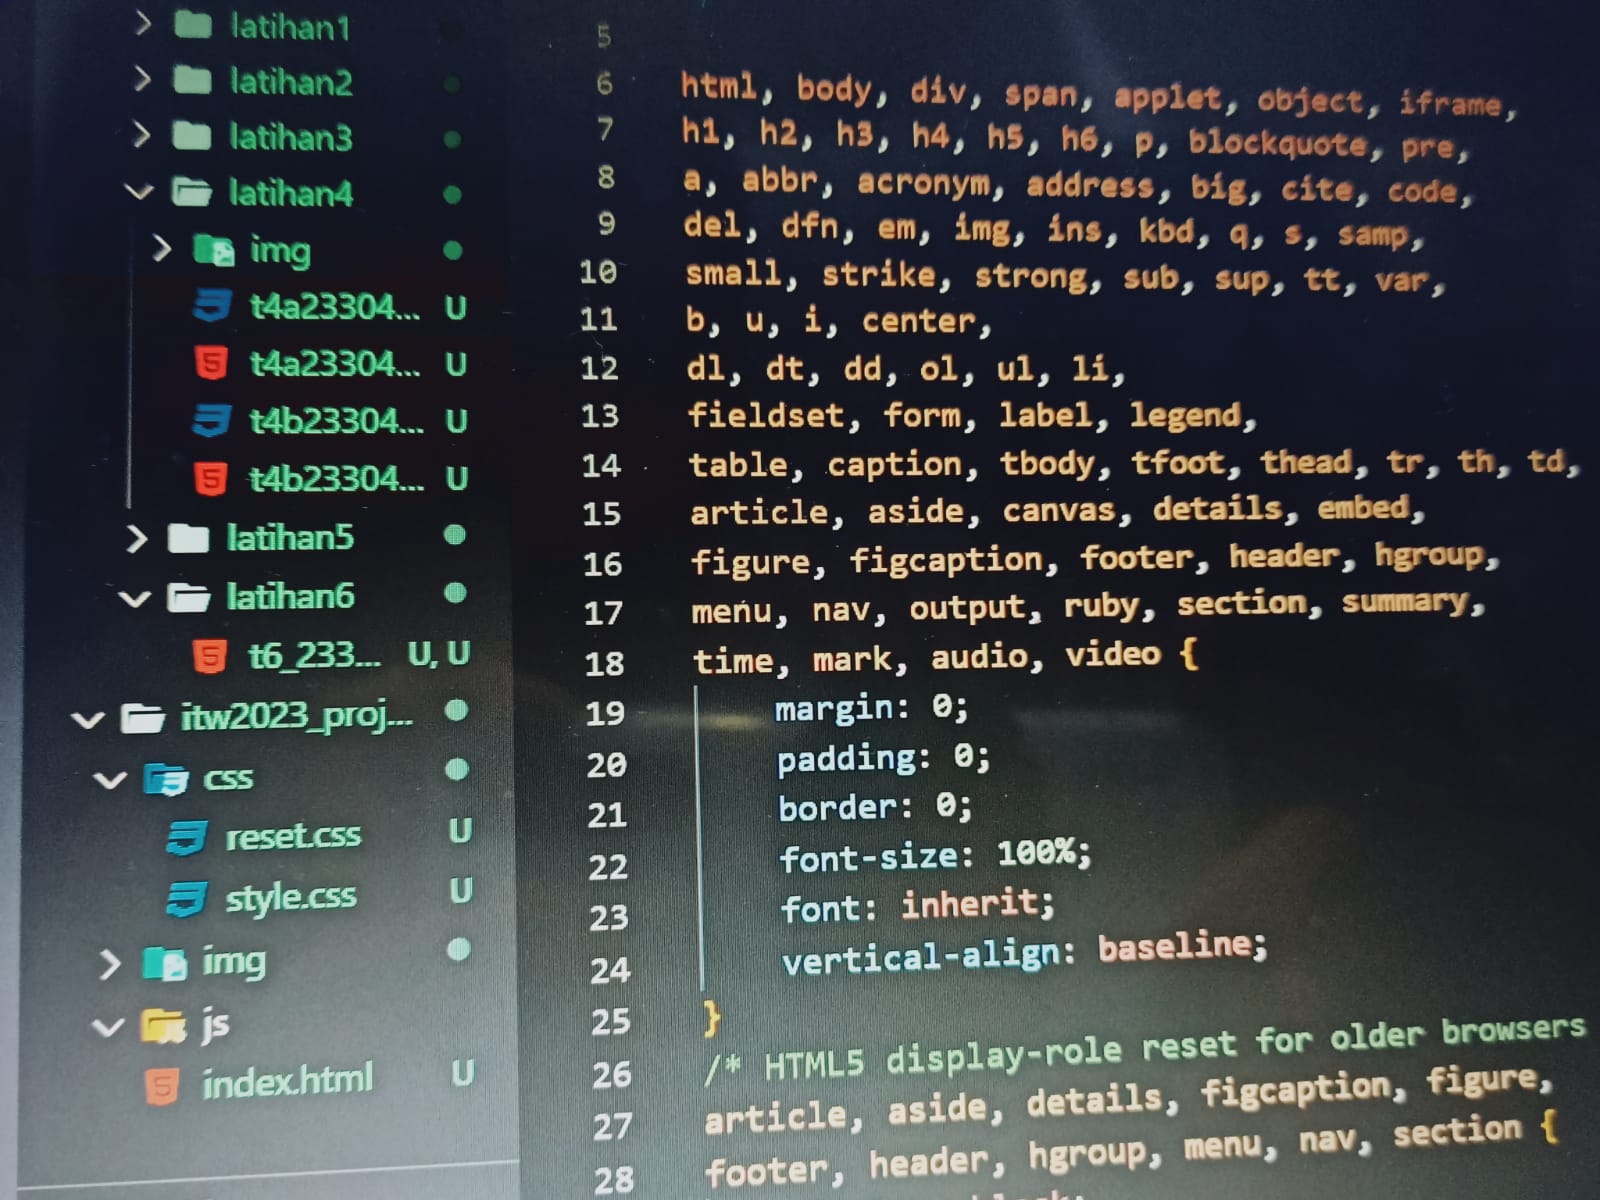 latihan1
latihan2
latihan3
latihan4
img
t4a23304... U
t4a23304... U
t4b23304... U
t4b23304... U
latihan5
latihan6
t6_233... U, U
itw2023_proj...
css
reset.css U
style.css U
img
js
index.html U
5
6 html, body, div, span, applet, object, iframe,
7 h1, h2, h3, h4, h5, h6, p, blockquote, pre,
8 a, abbr, acronym, address, big, cite, code,
9 del, dfn, em, img, ins, kbd, q, s, samp,
10 small, strike, strong, sub, sup, tt, var,
11 b, u, i, center,
12 dl, dt, dd, ol, ul, li,
13 fieldset, form, label, legend,
14 table, caption, tbody, tfoot, thead, tr, th, td,
15 article, aside, canvas, details, embed,
16 figure, figcaption, footer, header, hgroup,
17 menu, nav, output, ruby, section, summary,
18 time, mark, audio, video {
19 margin: 0;
20 padding: 0;
21 border: 0;
22 font-size: 100%;
23 font: inherit;
24 vertical-align: baseline;
25 }
26 /* HTML5 display-role reset for older browsers
27 article, aside, details, figcaption, figure,
28 footer, header, hgroup, menu, nav, section {